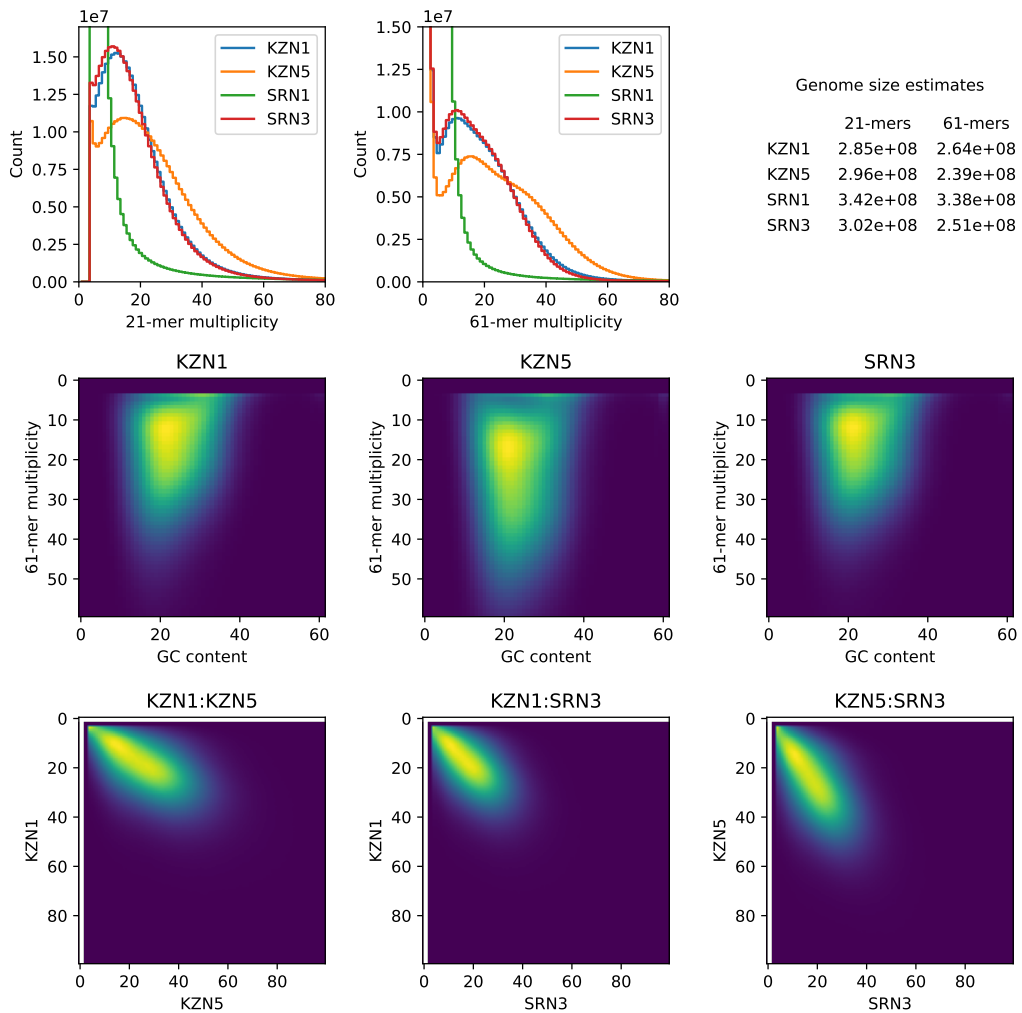 1e7
1.50
1.25
1.00
0.75
0.50
0.25
0.00
Count
0 20 40 60 80
21-mer multiplicity
KZN1
KZN5
SRN1
SRN3
1e7
1.50
1.25
1.00
0.75
0.50
0.25
0.00
Count
0 20 40 60 80
61-mer multiplicity
KZN1
KZN5
SRN1
SRN3
Genome size estimates
21-mers 61-mers
KZN1 2.85e+08 2.64e+08
KZN5 2.96e+08 2.39e+08
SRN1 3.42e+08 3.38e+08
SRN3 3.02e+08 2.51e+08
KZN1
0
10
20
30
40
50
61-mer multiplicity
0 20 40 60
GC content
KZN5
0
10
20
30
40
50
61-mer multiplicity
0 20 40 60
GC content
SRN3
0
10
20
30
40
50
61-mer multiplicity
0 20 40 60
GC content
KZN1:KZN5
0
20
40
60
80
KZN1
0 20 40 60 80
KZN5
KZN1:SRN3
0
20
40
60
80
KZN1
0 20 40 60 80
SRN3
KZN5:SRN3
0
20
40
60
80
KZN5
0 20 40 60 80
SRN3